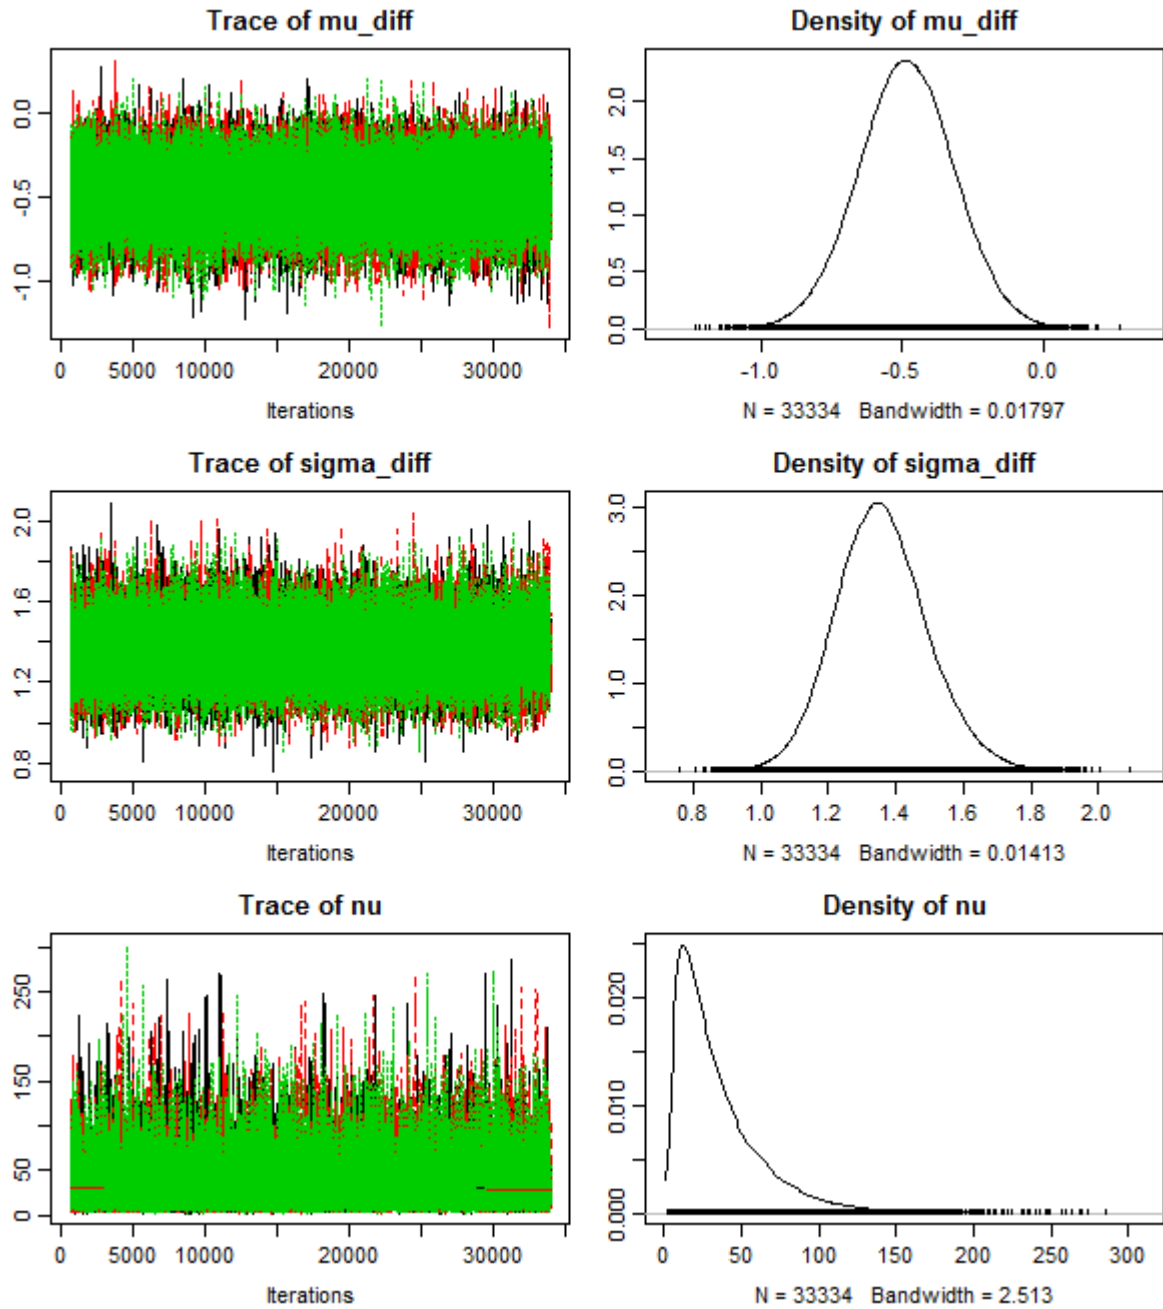 Trace of mu_diff
0.0
-0.5
-1.0
0 5000 10000 20000 30000
Iterations
Density of mu_diff
2.0
1.5
1.0
0.5
0.0
-1.0 -0.5 0.0
N = 33334 Bandwidth = 0.01797
Trace of sigma_diff
2.0
1.6
1.2
0.8
0 5000 10000 20000 30000
Iterations
Density of sigma_diff
3.0
2.0
1.0
0.0
0.8 1.0 1.2 1.4 1.6 1.8 2.0
N = 33334 Bandwidth = 0.01413
Trace of nu
250
150
50
0
0 5000 10000 20000 30000
Iterations
Density of nu
0.020
0.010
0.000
0 50 100 150 200 250 300
N = 33334 Bandwidth = 2.513